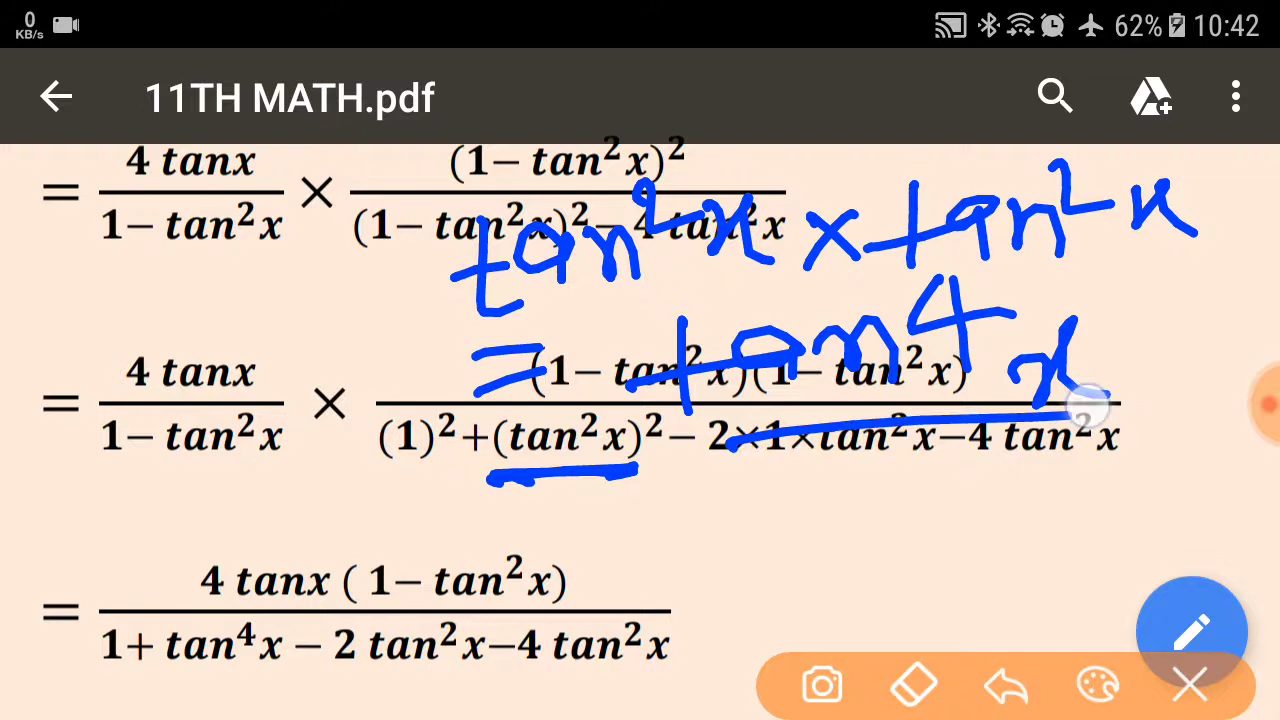 0 KB/s 62% 10:42
11TH MATH.pdf
= 4 tanx / 1− tan²x × (1− tan²x)² / (1− tan²x)² − 4 tan²x
tan²x × tan²x
= tan⁴x
= 4 tanx / 1− tan²x × (1− tan²x)(1− tan²x) / (1)²+(tan²x)²− 2×1×tan²x−4 tan²x
= 4 tanx ( 1− tan²x) / 1+ tan⁴x − 2 tan²x−4 tan²x